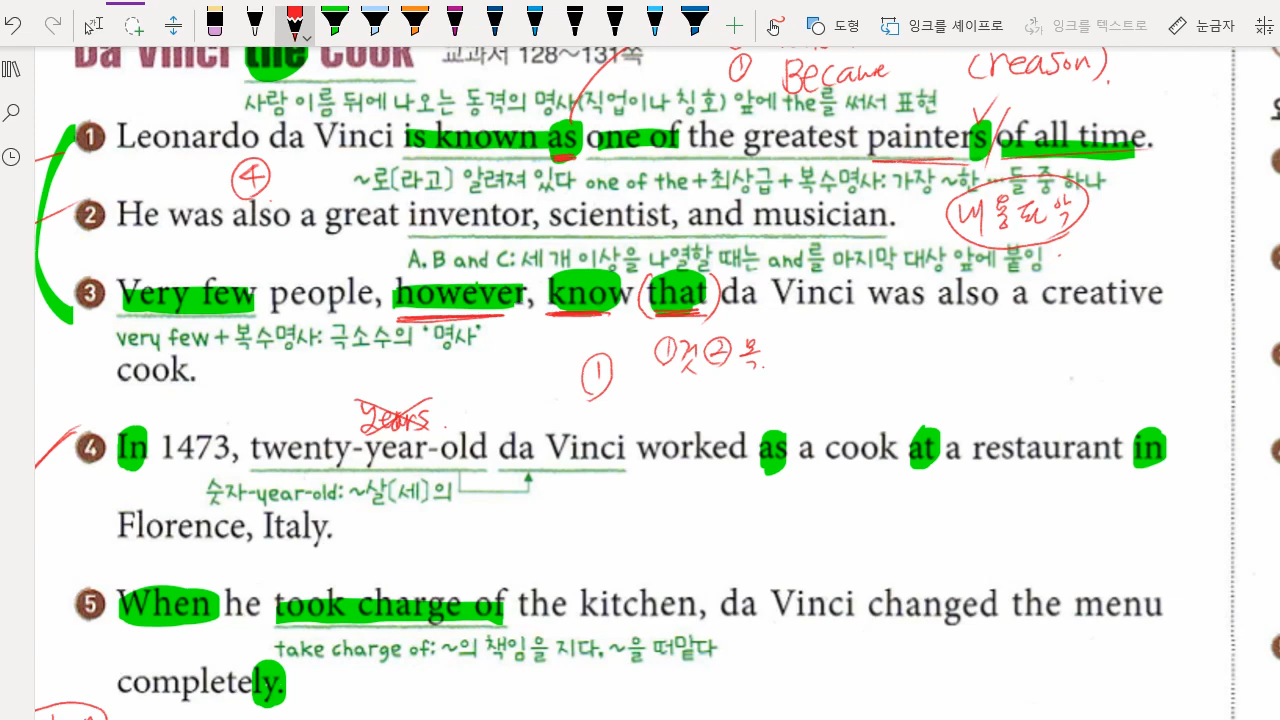 도형
잉크를 셰이프로
잉크를 텍스트로
눈금자
Da Vinci the Cook 교과서 128~131쪽
① Because (reason).
사람 이름 뒤에 나오는 동격의 명사(직업이나 칭호) 앞에 the를 써서 표현
1 Leonardo da Vinci is known as one of the greatest painters of all time.
④ ~로(라고) 알려져 있다 one of the+최상급+복수명사: 가장 ~한 …들 중 하나
2 He was also a great inventor, scientist, and musician.
A, B and C: 세 개 이상을 나열할 때는 and를 마지막 대상 앞에 붙임
3 Very few people, however, know that da Vinci was also a creative
very few+복수명사: 극소수의 '명사'
① 것 ② 목
cook.
①
years
4 In 1473, twenty-year-old da Vinci worked as a cook at a restaurant in
숫자-year-old: ~살(세)의
Florence, Italy.
5 When he took charge of the kitchen, da Vinci changed the menu
take charge of: ~의 책임을 지다, ~을 떠맡다
completely.